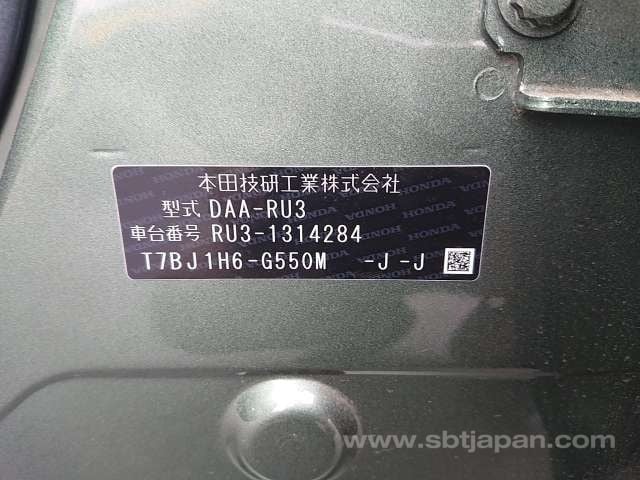 本田技研工業株式会社
型式 DAA-RU3
車台番号 RU3-1314284
T7BJ1H6-G550M -J -J
www.sbtjapan.com